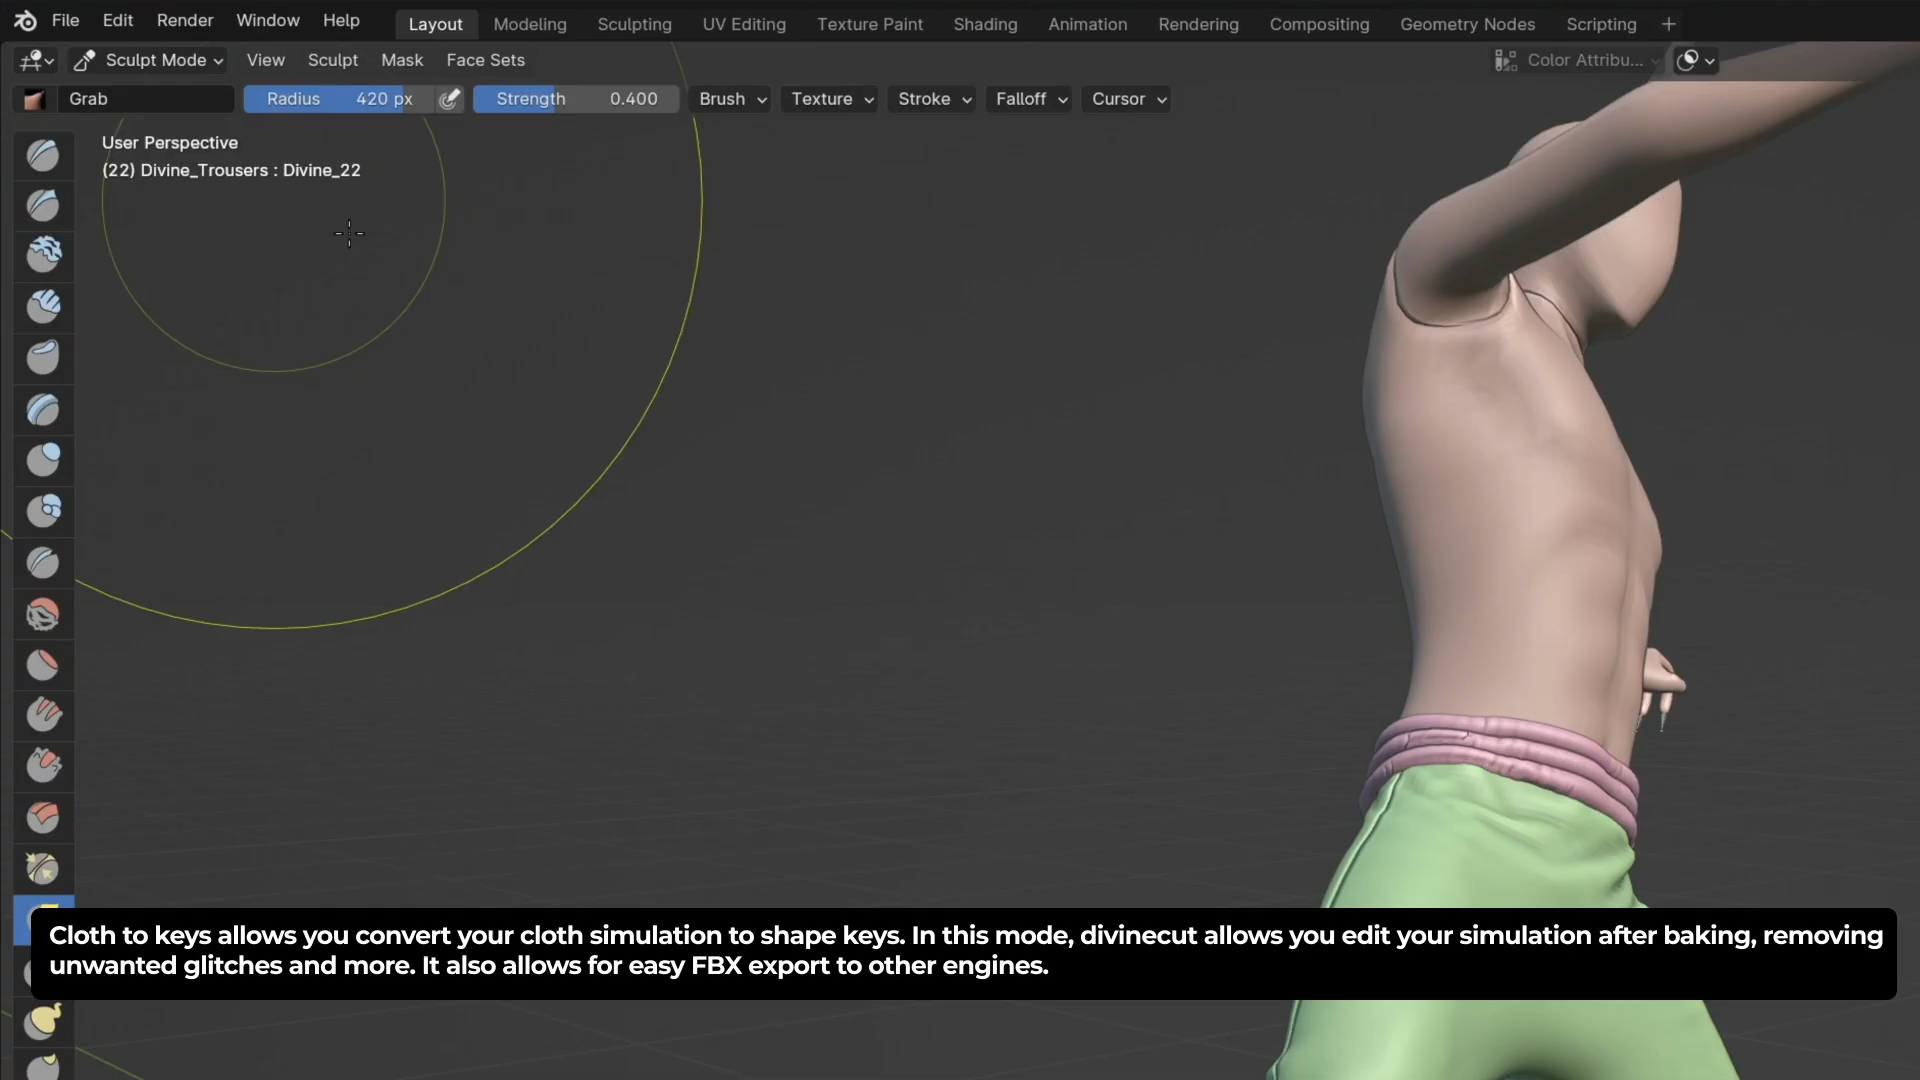 File Edit Render Window Help Layout Modeling Sculpting UV Editing Texture Paint Shading Animation Rendering Compositing Geometry Nodes Scripting +
Sculpt Mode View Sculpt Mask Face Sets Color Attribu...
Grab Radius 420 px Strength 0.400 Brush Texture Stroke Falloff Cursor
User Perspective
(22) Divine_Trousers : Divine_22
Cloth to keys allows you convert your cloth simulation to shape keys. In this mode, divinecut allows you edit your simulation after baking, removing
unwanted glitches and more. It also allows for easy FBX export to other engines.